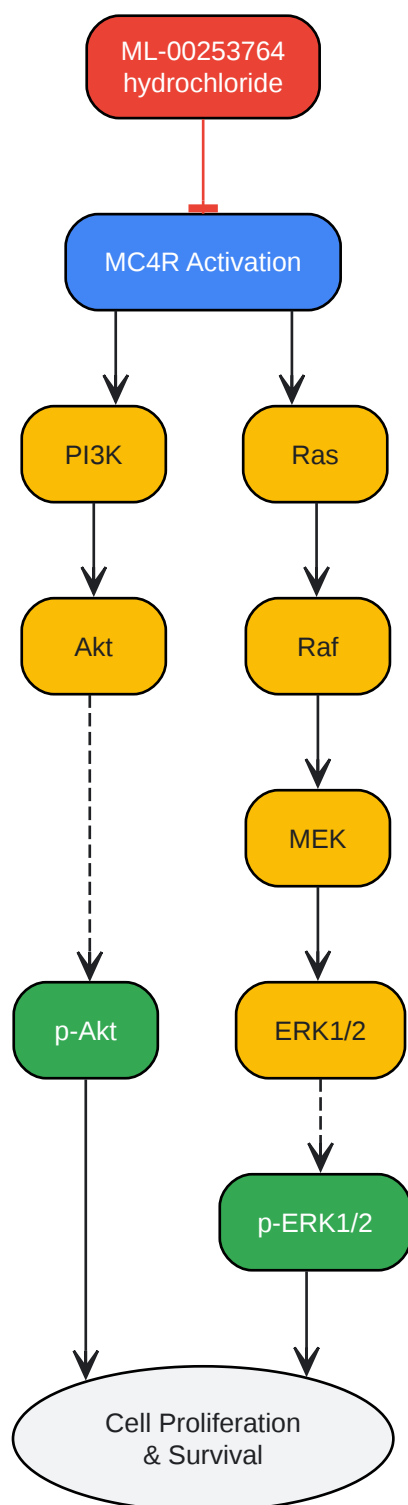 ML-00253764
hydrochloride
MC4R Activation
PI3K
Ras
Akt
Raf
MEK
p-Akt
ERK1/2
p-ERK1/2
Cell Proliferation
& Survival